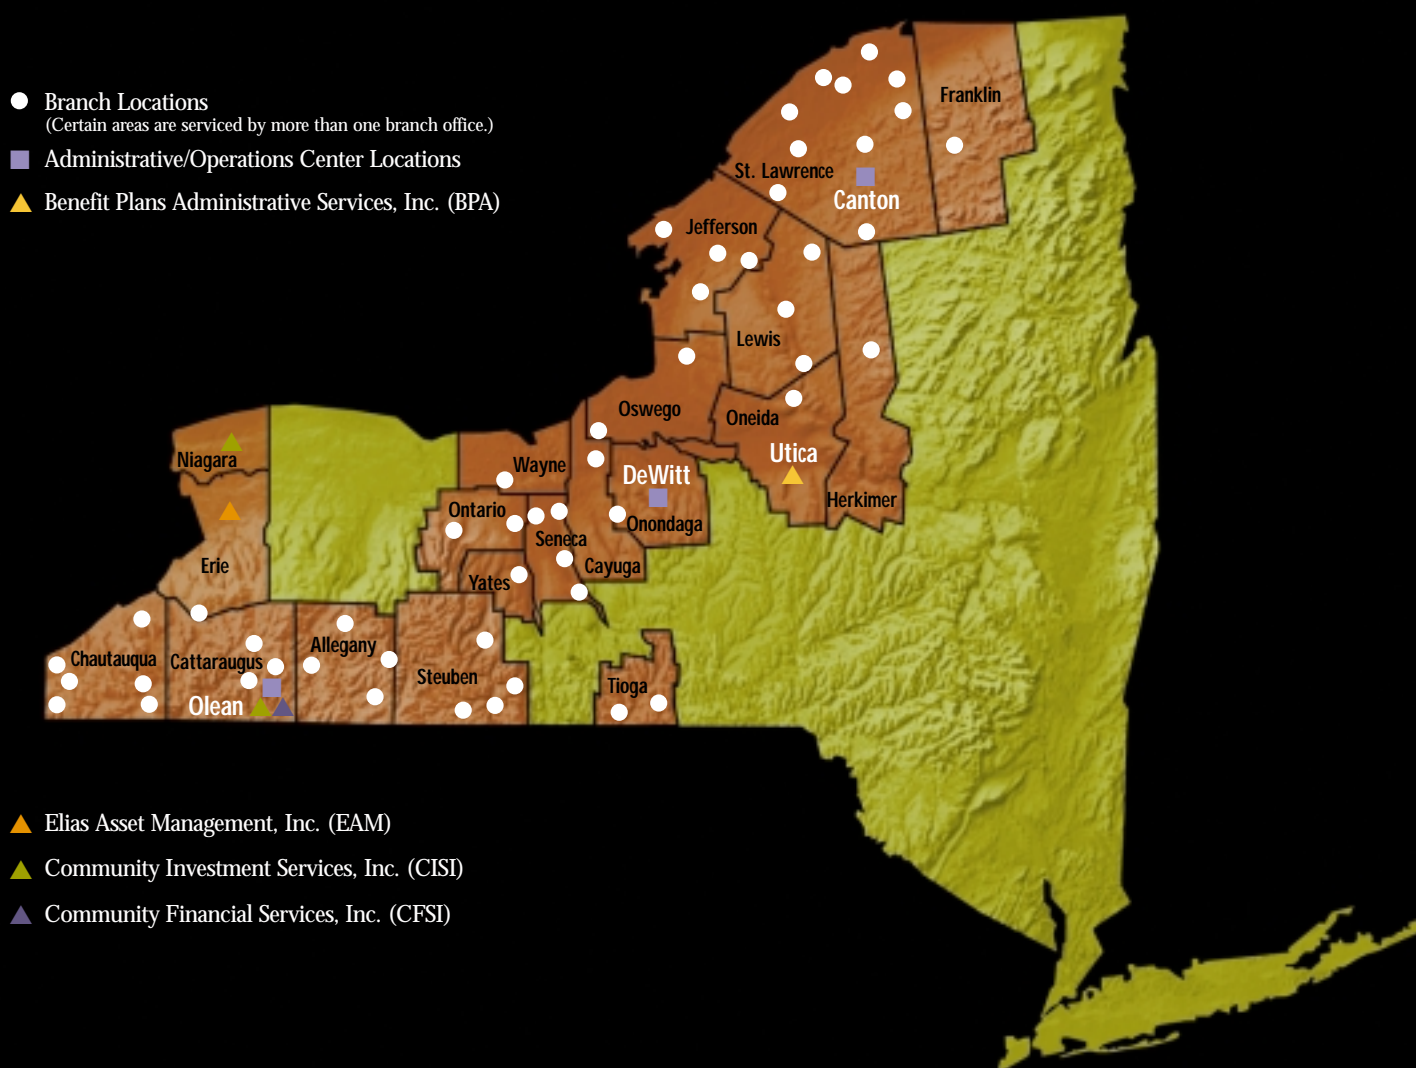 Branch Locations
(Certain areas are serviced by more than one branch office.)
Administrative/Operations Center Locations
Benefit Plans Administrative Services, Inc. (BPA)
Franklin
St. Lawrence
Canton
Jefferson
Lewis
Oswego
Oneida
Utica
Herkimer
Niagara
Wayne
DeWitt
Ontario
Onondaga
Seneca
Erie
Cayuga
Yates
Chautauqua
Cattaraugus
Allegany
Steuben
Tioga
Olean
Elias Asset Management, Inc. (EAM)
Community Investment Services, Inc. (CISI)
Community Financial Services, Inc. (CFSI)